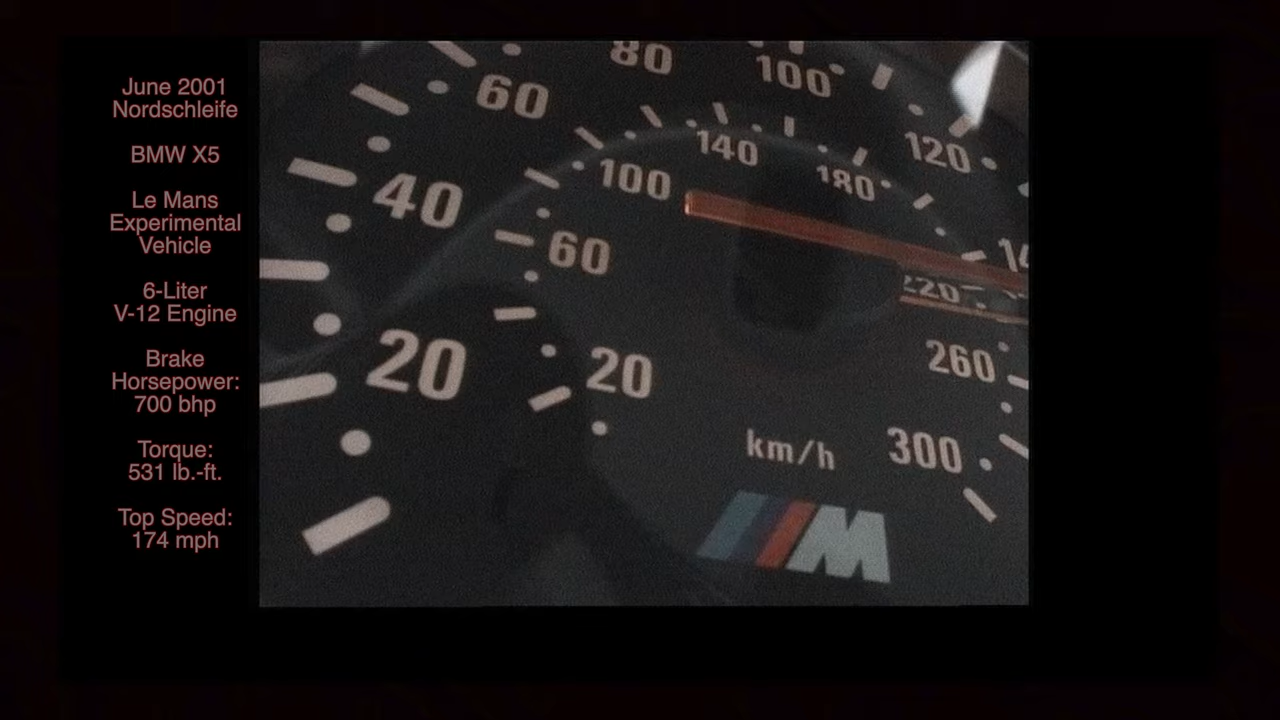 June 2001
Nordschleife
BMW X5
Le Mans
Experimental
Vehicle
6-Liter
V-12 Engine
Brake
Horsepower:
700 bhp
Torque:
531 lb.-ft.
Top Speed:
174 mph
80
100
60
120
140
100
180
40
60
220
20
20
260
300
km/h
M